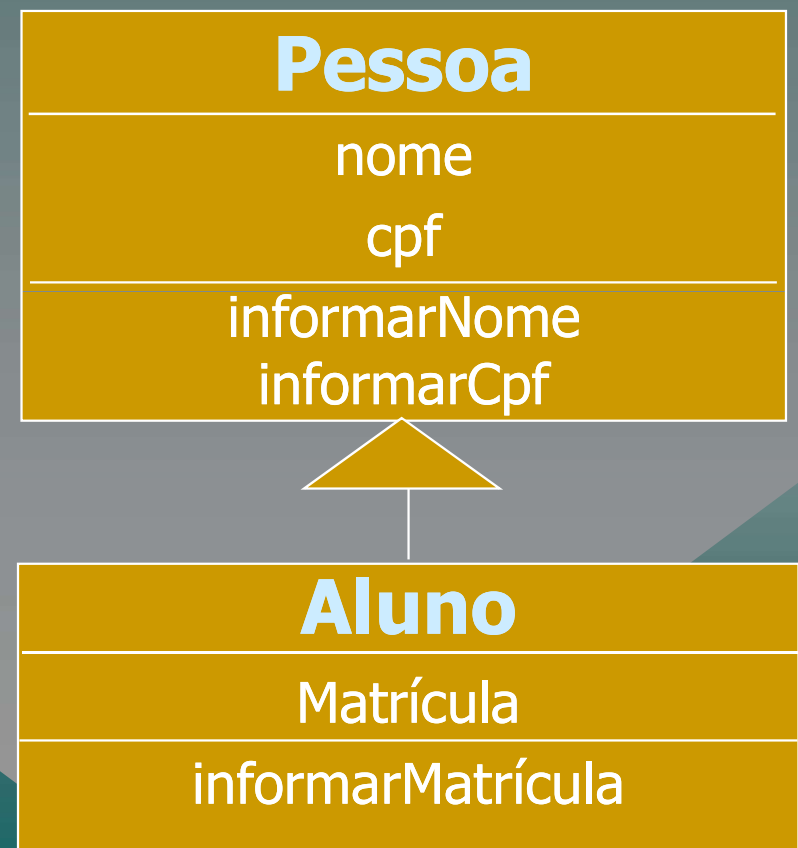 Pessoa
nome
cpf
informarNome
informarCpf
Aluno
Matrícula
informarMatrícula